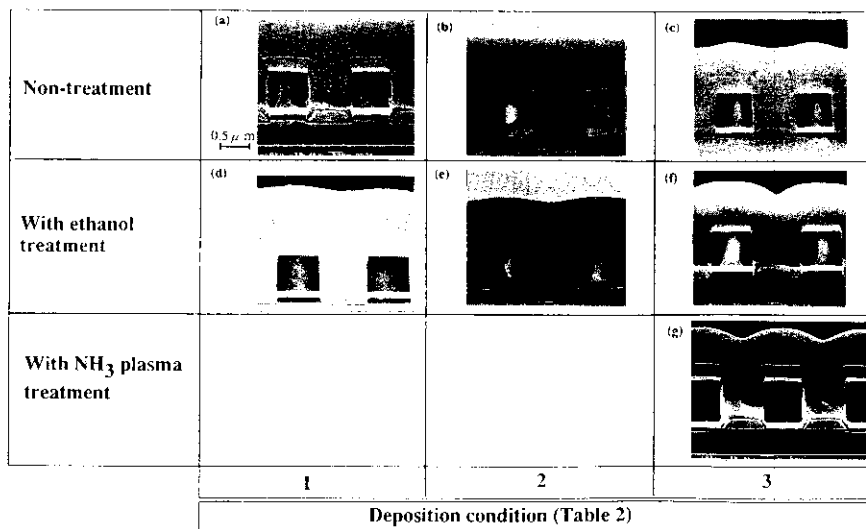 (a)
(b)
(c)
Non-treatment
0.5 μ m
(d)
(e)
(f)
With ethanol
treatment
(g)
With NH3 plasma
treatment
1
2
3
Deposition condition (Table 2)